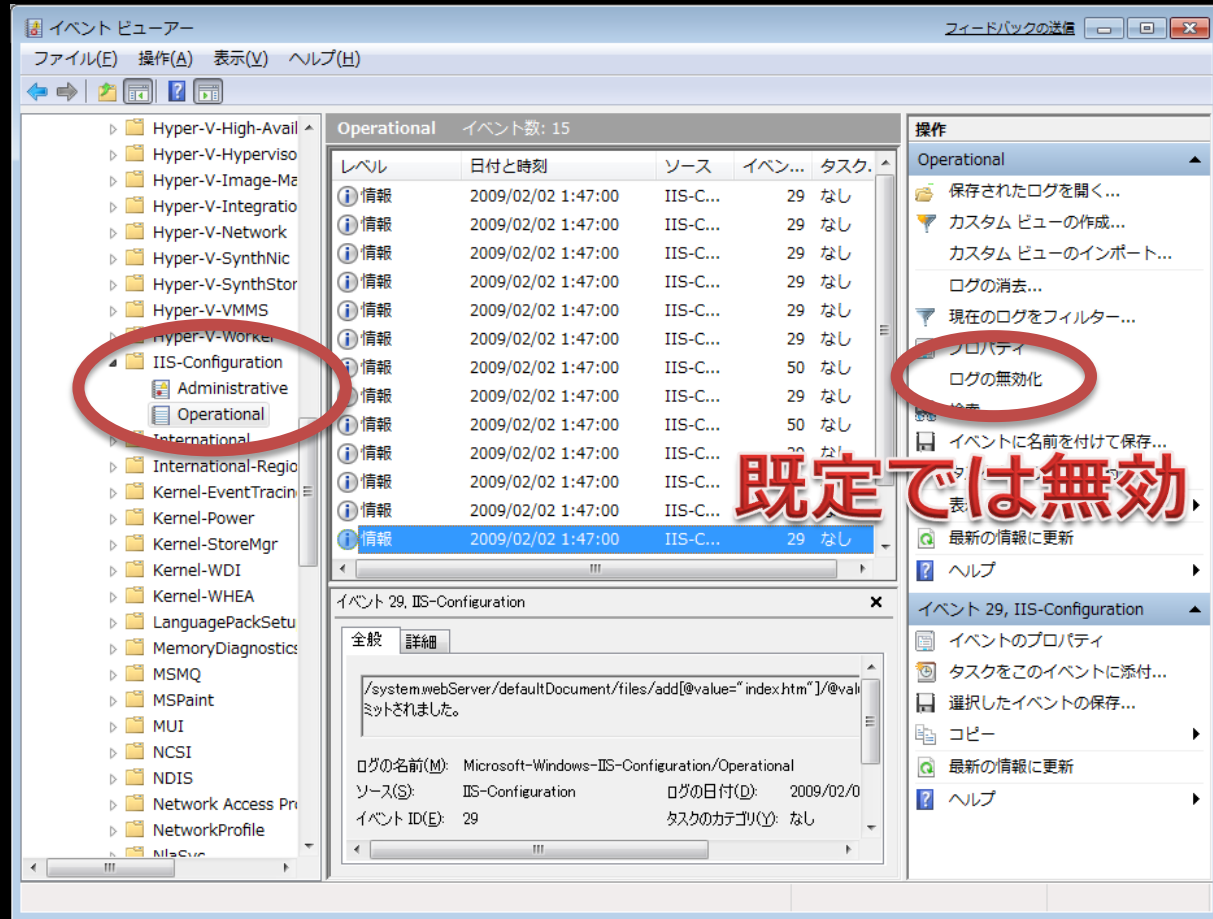 イベント ビューアー
フィードバックの送信
ファイル(F) 操作(A) 表示(V) ヘルプ(H)
Hyper-V-High-Avail
Hyper-V-Hyperviso
Hyper-V-Image-Ma
Hyper-V-Integratio
Hyper-V-Network
Hyper-V-SynthNic
Hyper-V-SynthStor
Hyper-V-VMMS
Hyper-V-Worker
IIS-Configuration
Administrative
Operational
International
International-Regio
Kernel-EventTracin
Kernel-Power
Kernel-StoreMgr
Kernel-WDI
Kernel-WHEA
LanguagePackSetu
MemoryDiagnostics
MSMQ
MSPaint
MUI
NCSI
NDIS
Network Access Pro
NetworkProfile
NlaSvc
Operational イベント数: 15
レベル 日付と時刻 ソース イベン... タスク.
情報 2009/02/02 1:47:00 IIS-C... 29 なし
情報 2009/02/02 1:47:00 IIS-C... 29 なし
情報 2009/02/02 1:47:00 IIS-C... 29 なし
情報 2009/02/02 1:47:00 IIS-C... 29 なし
情報 2009/02/02 1:47:00 IIS-C... 29 なし
情報 2009/02/02 1:47:00 IIS-C... 29 なし
情報 2009/02/02 1:47:00 IIS-C... 50 なし
情報 2009/02/02 1:47:00 IIS-C... 29 なし
情報 2009/02/02 1:47:00 IIS-C... 50 なし
情報 2009/02/02 1:47:00 IIS-C... 29 なし
情報 2009/02/02 1:47:00 IIS-C...
情報 2009/02/02 1:47:00 IIS-C...
情報 2009/02/02 1:47:00 IIS-C... 29 なし
既定では無効
イベント 29, IIS-Configuration
全般 詳細
/system.webServer/defaultDocument/files/add[@value="index.htm"]/@val
ミットされました。
ログの名前(M): Microsoft-Windows-IIS-Configuration/Operational
ソース(S): IIS-Configuration ログの日付(D): 2009/02/0
イベント ID(E): 29 タスクのカテゴリ(Y): なし
操作
Operational
保存されたログを開く...
カスタム ビューの作成...
カスタム ビューのインポート...
ログの消去...
現在のログをフィルター...
プロパティ
ログの無効化
検索...
イベントに名前を付けて保存...
表
最新の情報に更新
ヘルプ
イベント 29, IIS-Configuration
イベントのプロパティ
タスクをこのイベントに添付...
選択したイベントの保存...
コピー
最新の情報に更新
ヘルプ